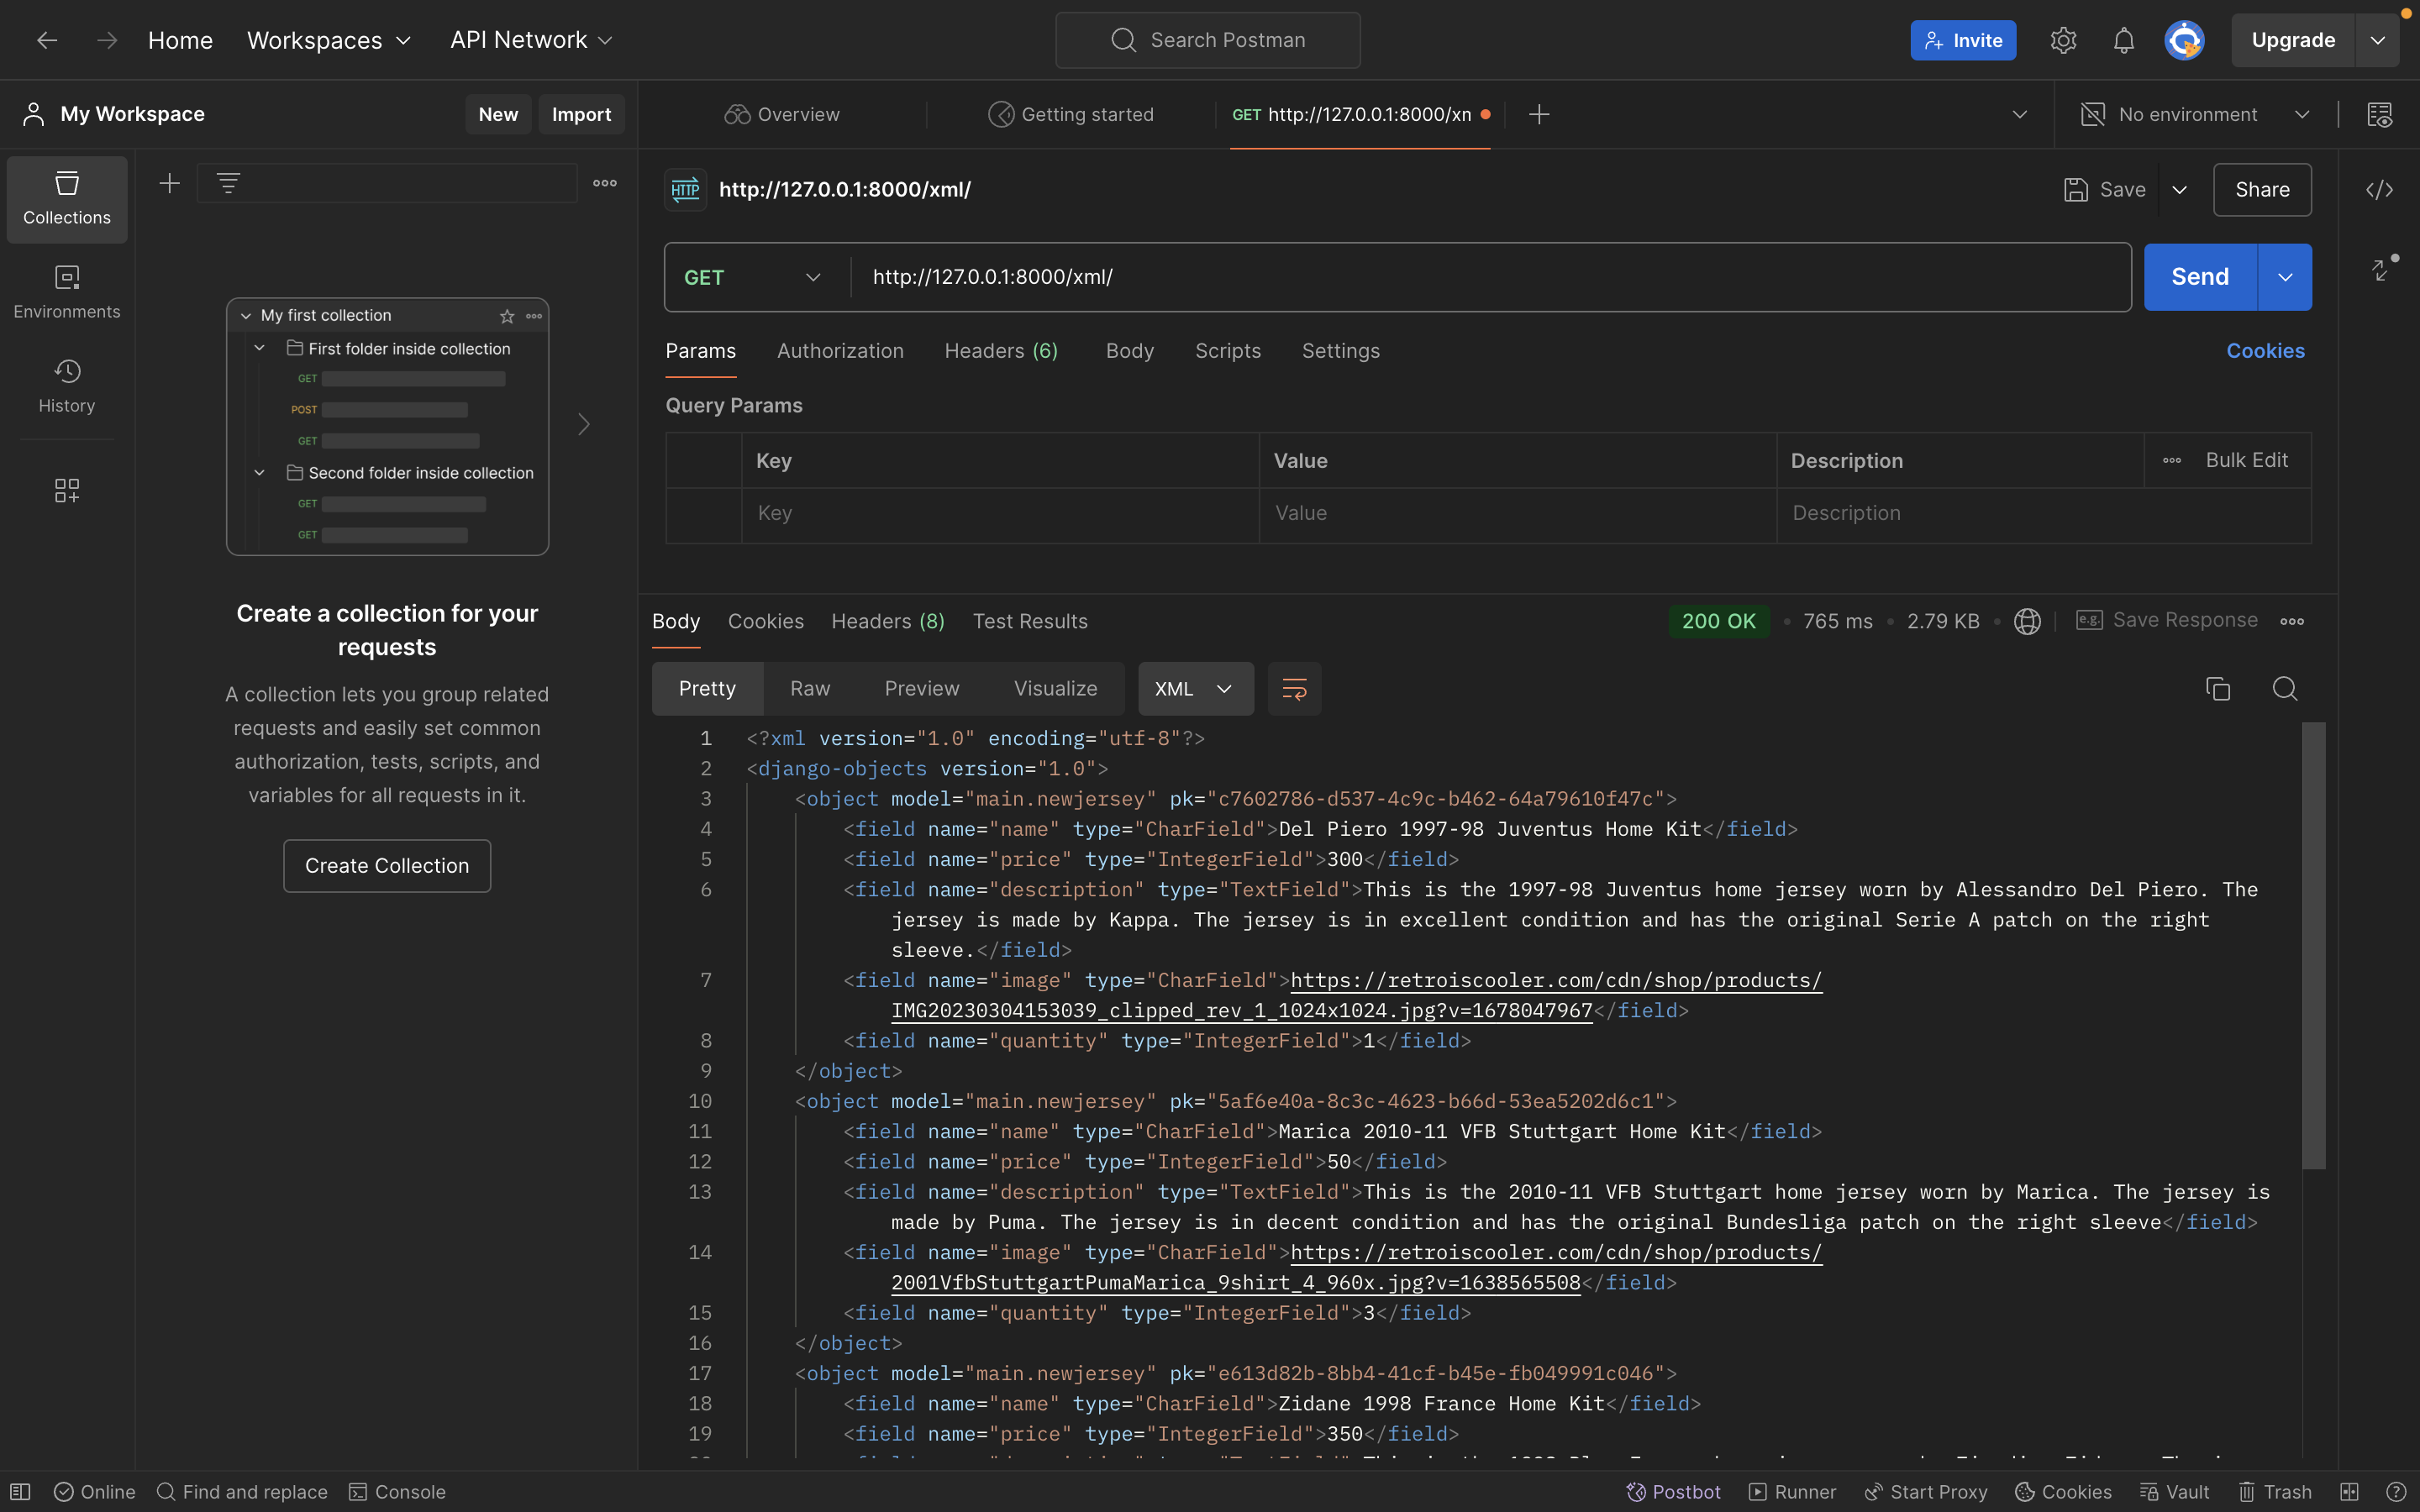 Home Workspaces API Network Search Postman Invite Upgrade
My Workspace New Import Overview Getting started GET http://127.0.0.1:8000/xn No environment
Collections
Environments
History
My first collection
First folder inside collection
GET
POST
GET
Second folder inside collection
GET
GET
Create a collection for your
requests
A collection lets you group related
requests and easily set common
authorization, tests, scripts, and
variables for all requests in it.
Create Collection
HTTP http://127.0.0.1:8000/xml/ Save Share
GET http://127.0.0.1:8000/xml/ Send
Params Authorization Headers (6) Body Scripts Settings Cookies
Query Params
Key Value Description Bulk Edit
Key Value Description
Body Cookies Headers (8) Test Results 200 OK 765 ms 2.79 KB e.g. Save Response
Pretty Raw Preview Visualize XML
1 <?xml version="1.0" encoding="utf-8"?>
2 <django-objects version="1.0">
3 <object model="main.newjersey" pk="c7602786-d537-4c9c-b462-64a79610f47c">
4 <field name="name" type="CharField">Del Piero 1997-98 Juventus Home Kit</field>
5 <field name="price" type="IntegerField">300</field>
6 <field name="description" type="TextField">This is the 1997-98 Juventus home jersey worn by Alessandro Del Piero. The
jersey is made by Kappa. The jersey is in excellent condition and has the original Serie A patch on the right
sleeve.</field>
7 <field name="image" type="CharField">https://retroiscooler.com/cdn/shop/products/
IMG20230304153039_clipped_rev_1_1024x1024.jpg?v=1678047967</field>
8 <field name="quantity" type="IntegerField">1</field>
9 </object>
10 <object model="main.newjersey" pk="5af6e40a-8c3c-4623-b66d-53ea5202d6c1">
11 <field name="name" type="CharField">Marica 2010-11 VFB Stuttgart Home Kit</field>
12 <field name="price" type="IntegerField">50</field>
13 <field name="description" type="TextField">This is the 2010-11 VFB Stuttgart home jersey worn by Marica. The jersey is
made by Puma. The jersey is in decent condition and has the original Bundesliga patch on the right sleeve</field>
14 <field name="image" type="CharField">https://retroiscooler.com/cdn/shop/products/
2001VfbStuttgartPumaMarica_9shirt_4_960x.jpg?v=1638565508</field>
15 <field name="quantity" type="IntegerField">3</field>
16 </object>
17 <object model="main.newjersey" pk="e613d82b-8bb4-41cf-b45e-fb049991c046">
18 <field name="name" type="CharField">Zidane 1998 France Home Kit</field>
19 <field name="price" type="IntegerField">350</field>
Online Find and replace Console Postbot Runner Start Proxy Cookies Vault Trash